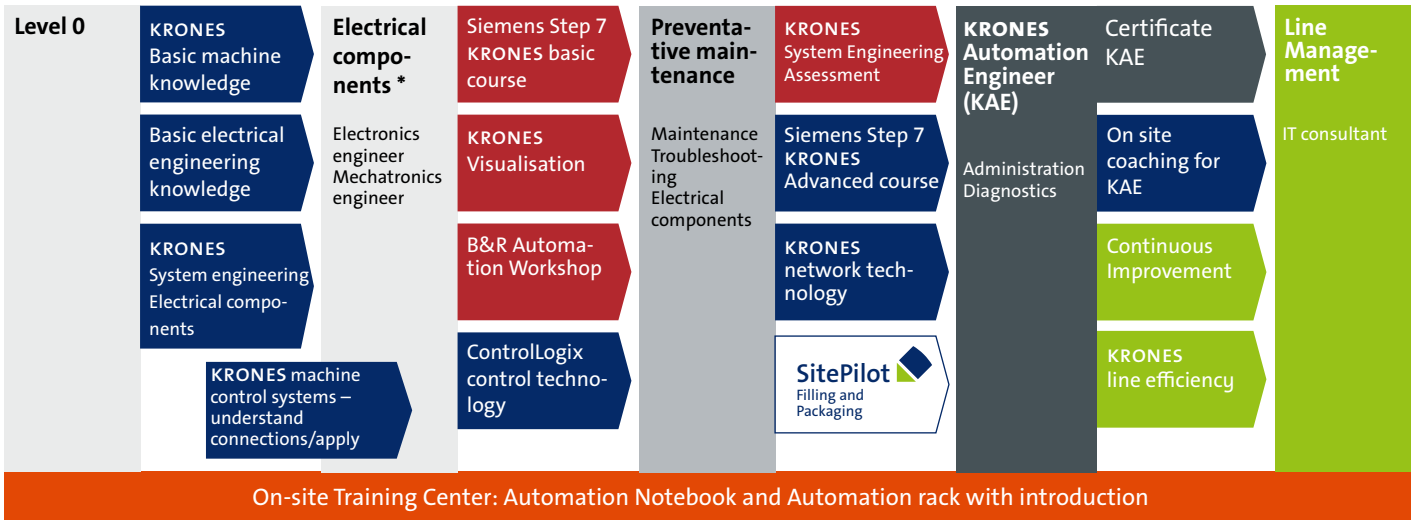 Level 0
KRONES
Basic machine
knowledge
Basic electrical
engineering
knowledge
KRONES
System engineering
Electrical compo-
nents
KRONES machine
control systems –
understand
connections/apply
Electrical
compo-
nents *
Electronics
engineer
Mechatronics
engineer
Siemens Step 7
KRONES basic
course
KRONES
Visualisation
B&R Automa-
tion Workshop
ControlLogix
control techno-
logy
Preventa-
tive main-
tenance
Maintenance
Troubleshoot-
ing
Electrical
components
KRONES
System Engineering
Assessment
Siemens Step 7
KRONES
Advanced course
KRONES
network tech-
nology
SitePilot
Filling and
Packaging
KRONES
Automation
Engineer
(KAE)
Administration
Diagnostics
Certificate
KAE
On site
coaching for
KAE
Continuous
Improvement
KRONES
line efficiency
Line
Manage-
ment
IT consultant
On-site Training Center: Automation Notebook and Automation rack with introduction